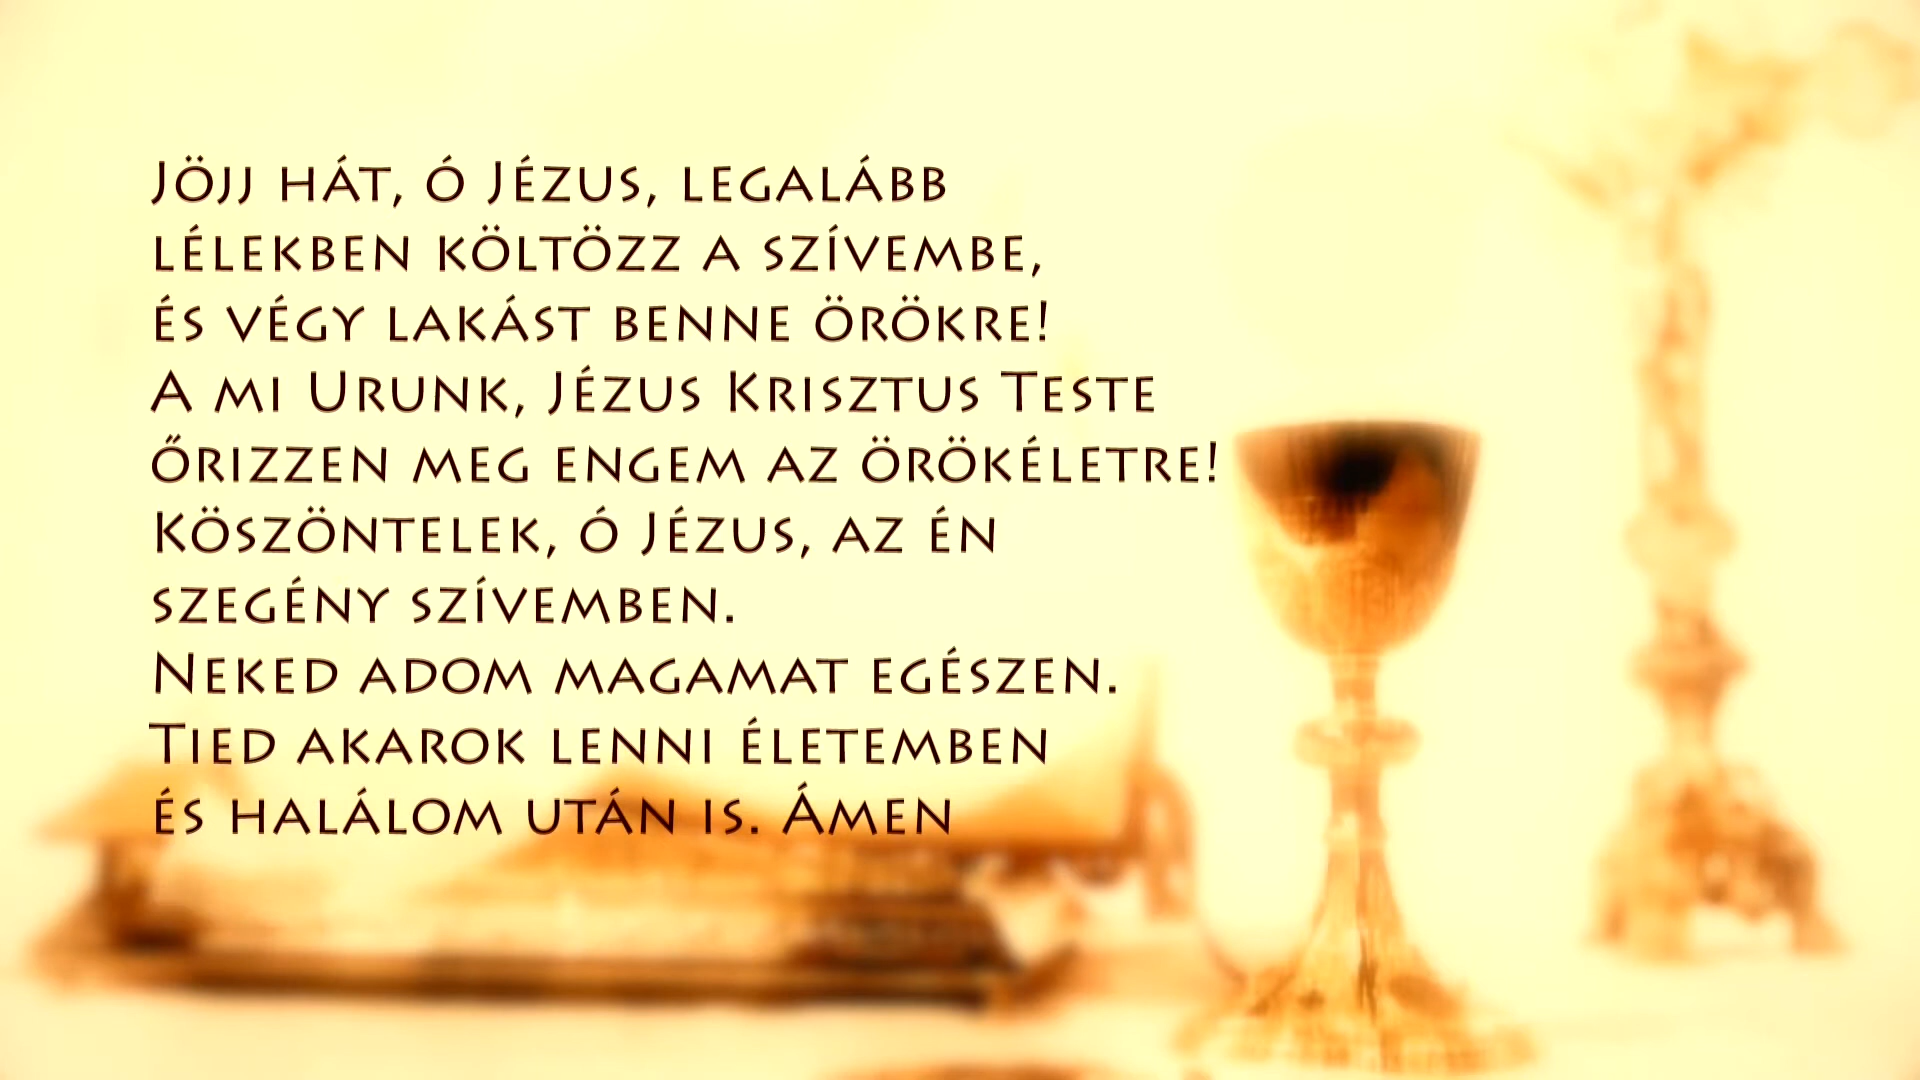 Jöjj hát, ó Jézus, legalább
lélekben költözz a szívembe,
és végy lakást benne örökre!
A mi Urunk, Jézus Krisztus Teste
őrizzen meg engem az örökéletre!
Köszöntelek, ó Jézus, az én
szegény szívemben.
Neked adom magamat egészen.
Tied akarok lenni életemben
és halálom után is. Ámen